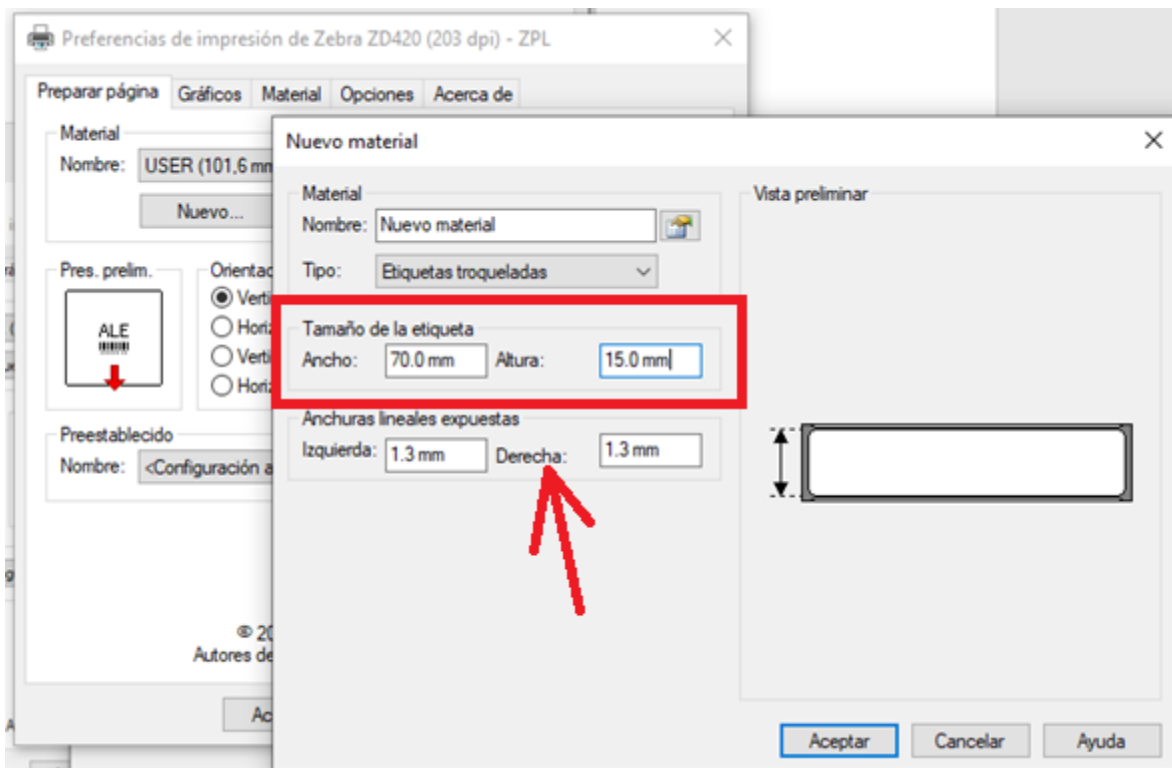 Preferencias de impresión de Zebra ZD420 (203 dpi) - ZPL
Preparar página Gráficos Material Opciones Acerca de
Material
Nombre: USER (101,6 mm
Nuevo...
Pres. prelim.
ALE
Orientac
Verti
Horiz
Verti
Horiz
Preestablecido
Nombre: <Configuración a
© 20
Autores de
Ac
Nuevo material
Material
Nombre: Nuevo material
Tipo: Etiquetas troqueladas
Tamaño de la etiqueta
Ancho: 70.0 mm Altura: 15.0 mm
Anchuras lineales expuestas
Izquierda: 1.3 mm Derecha: 1.3 mm
Vista preliminar
Aceptar Cancelar Ayuda